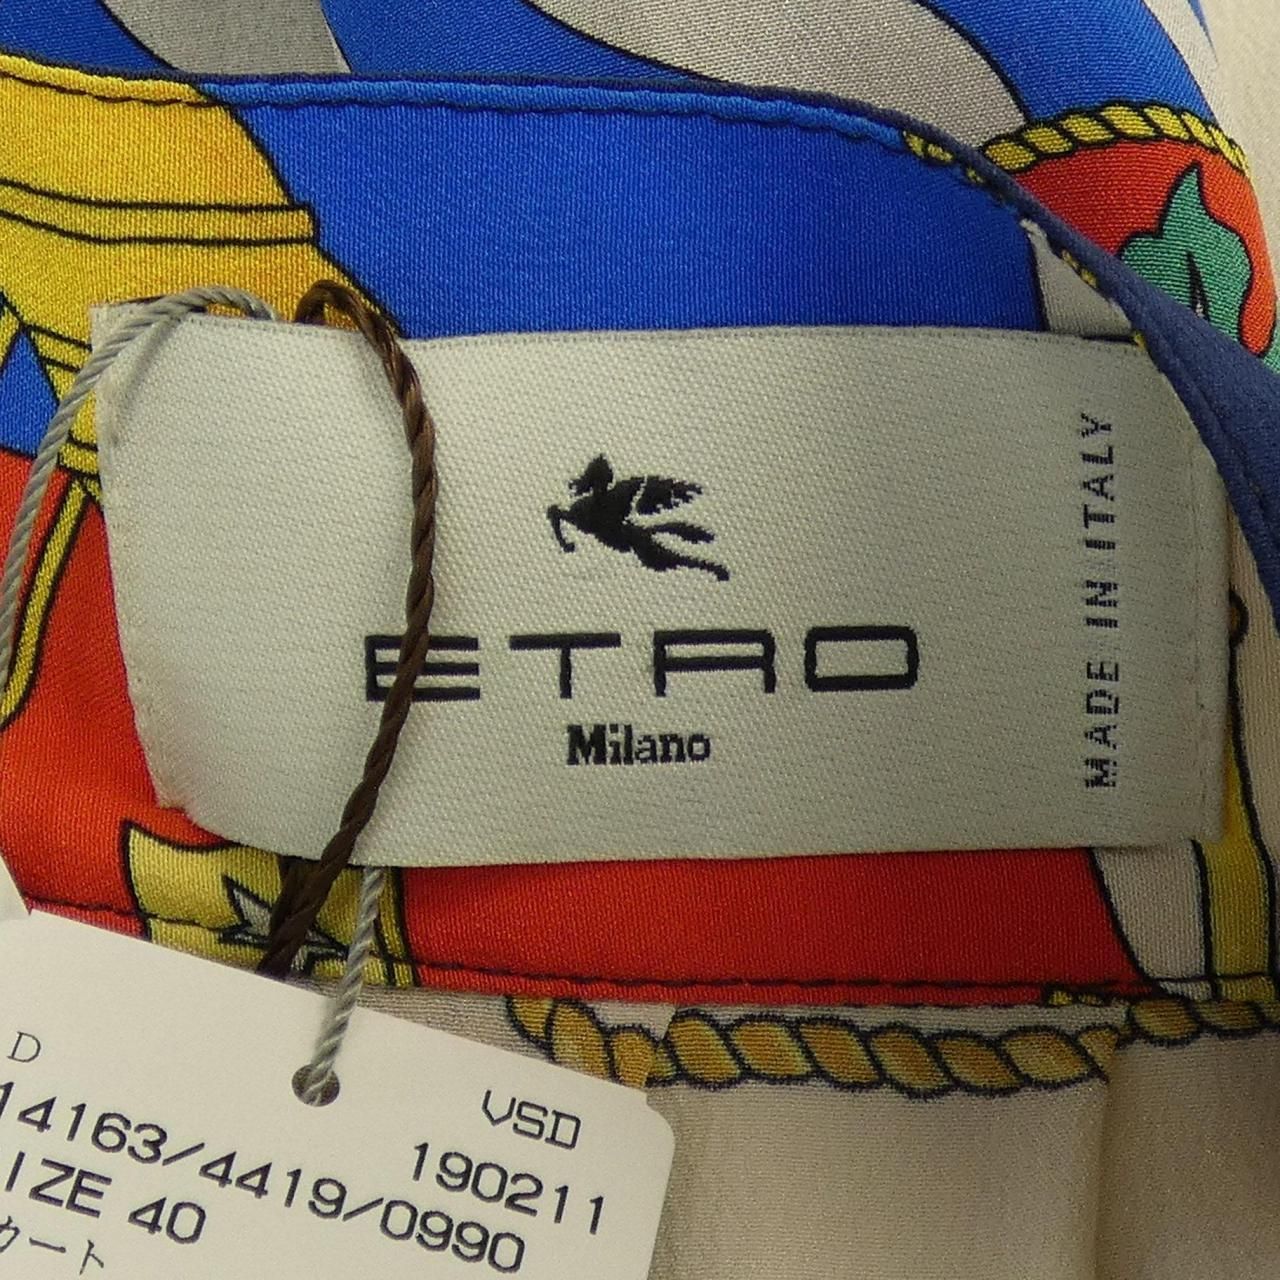 ETRO
Milano
MADE IN ITALY
D
VSD
190211
14163/4419/0990
IZE 40
カート